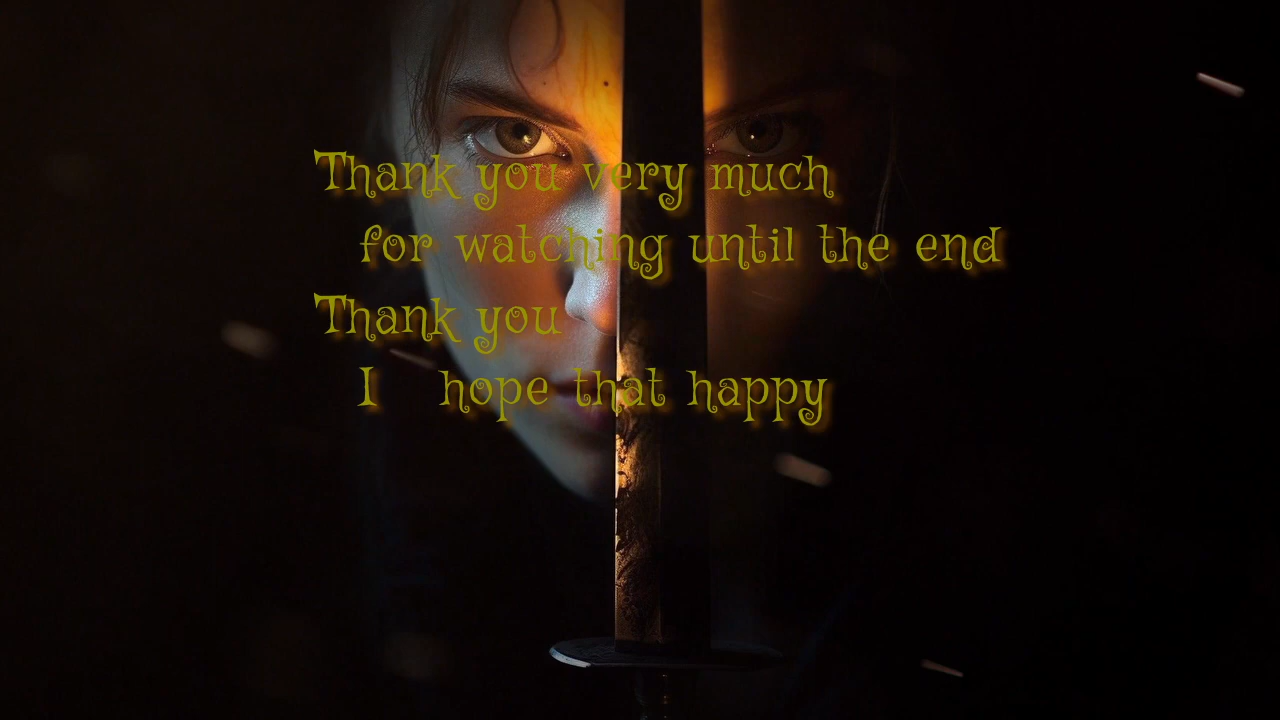 Thank you very much
for watching until the end
Thank you
I hope that happy